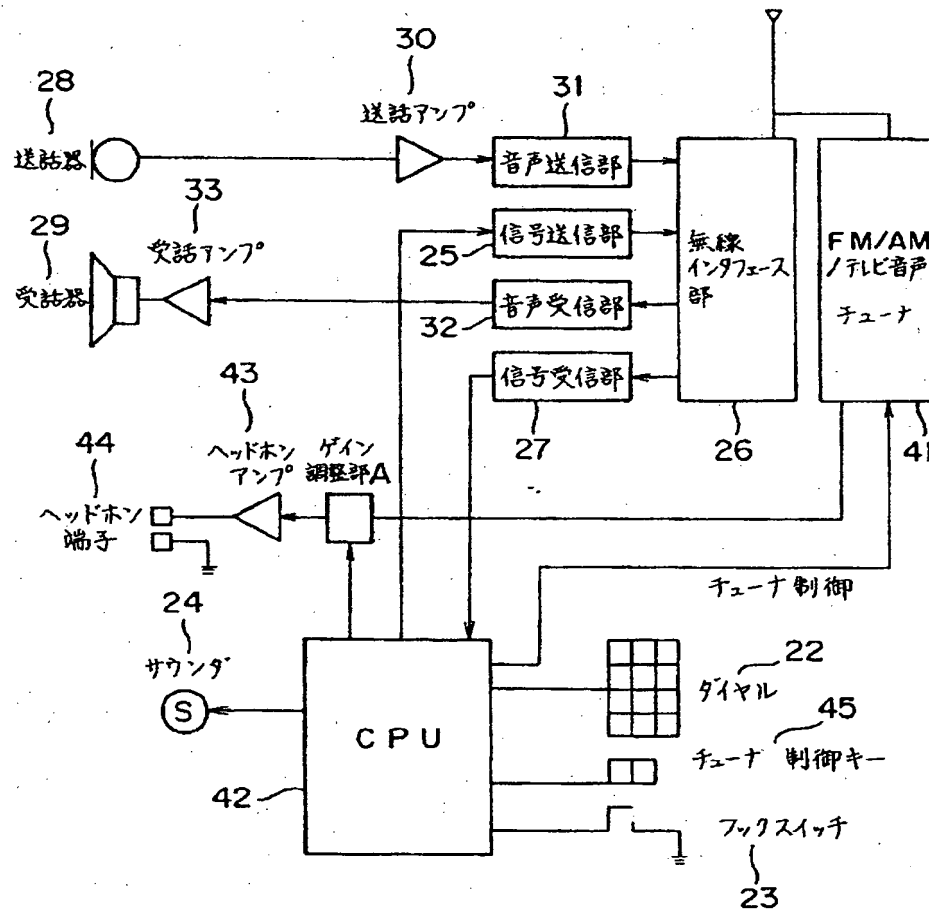 30
28
送話アンプ
31
送話器
音声送信部
33
29
受話アンプ
信号送信部
25
無線
インタフェース
部
FM/AM
/テレビ音声
チューナ
受話器
音声受信部
32
信号受信部
43
27
26
41
44
ヘッドホン
アンプ
ゲイン
調整部A
ヘッドホン
端子
チューナ制御
24
サウンダ
22
ダイヤル
S
CPU
45
チューナ 制御キー
42
フックスイッチ
23